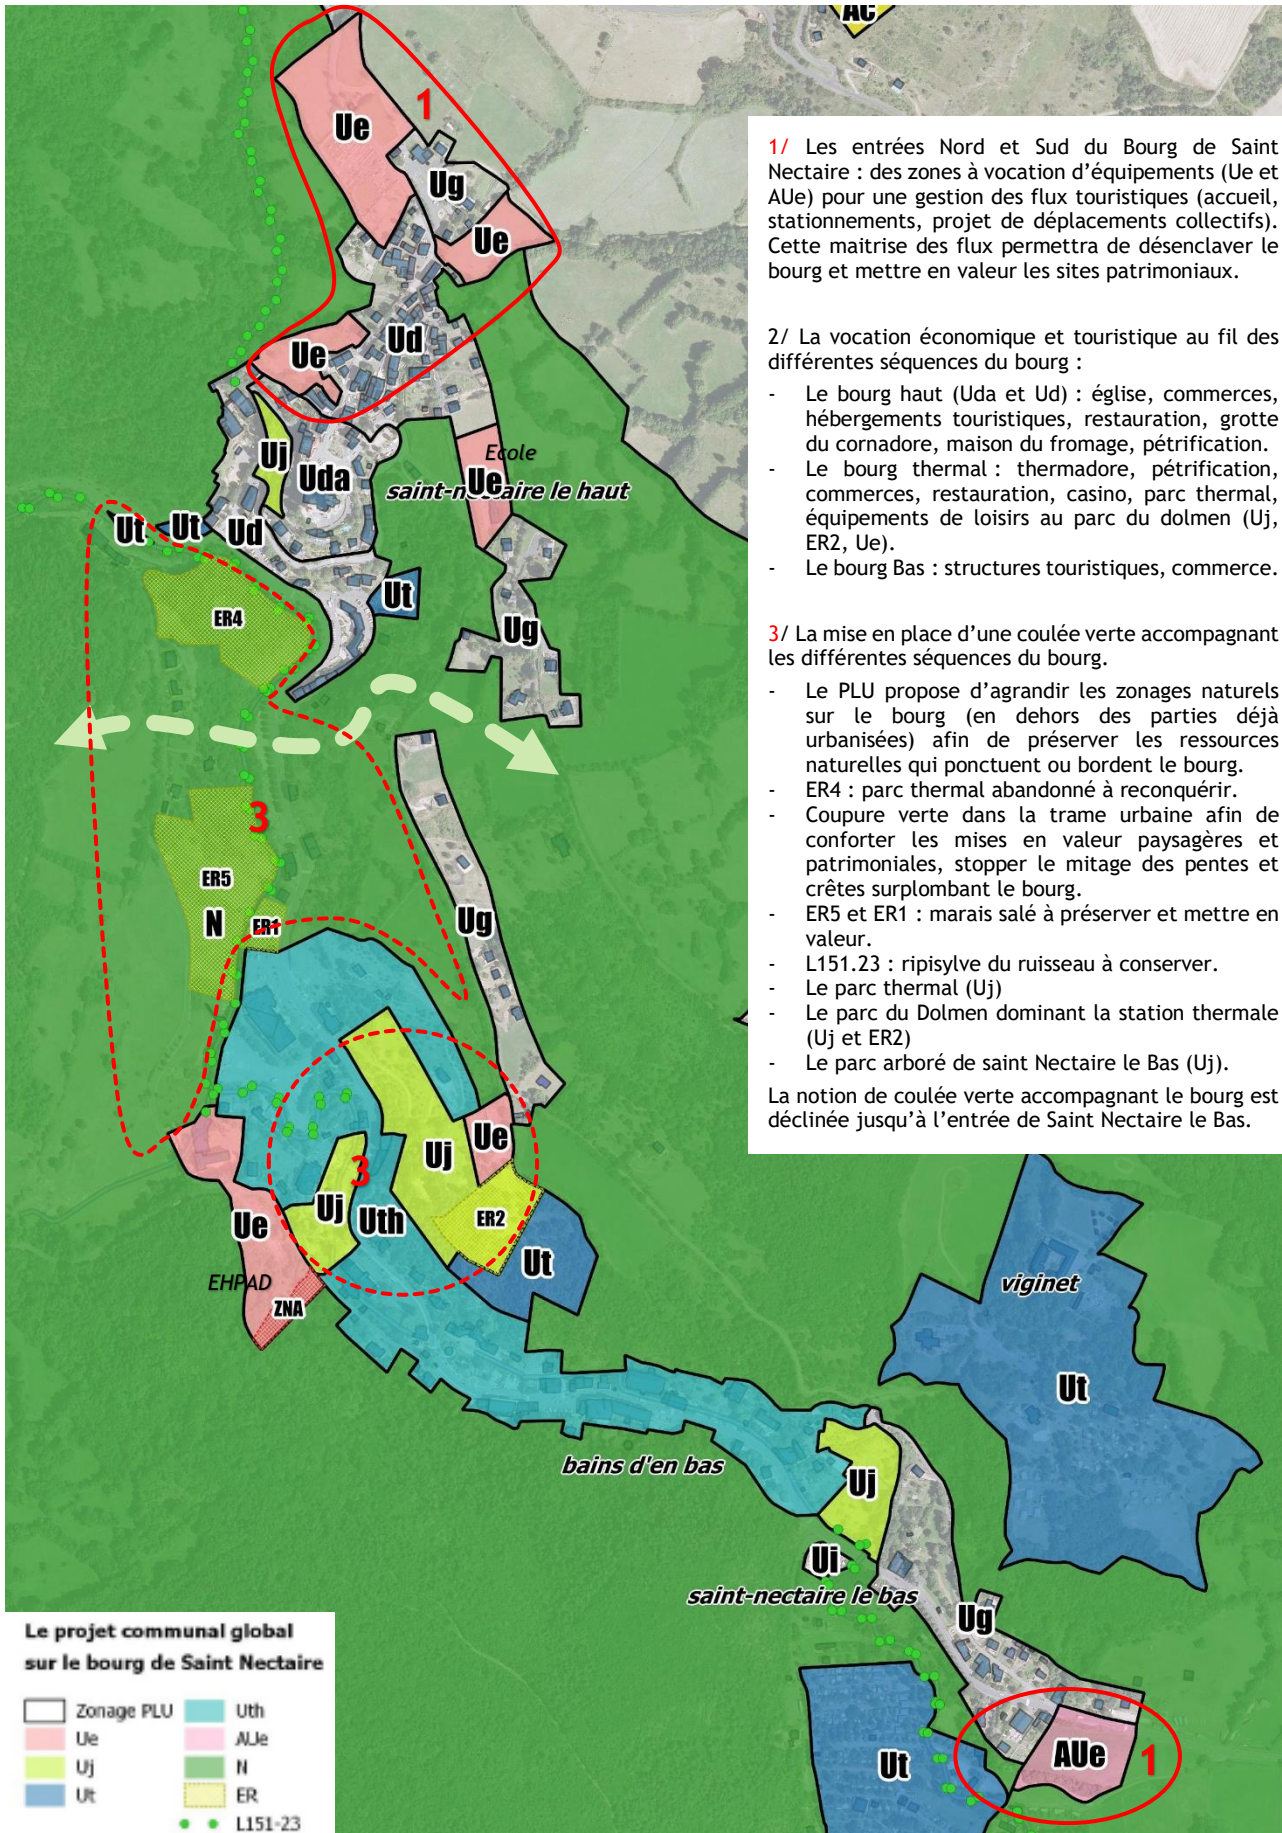 AC
1
Ue
Ug
Ue
Ue
Ud
Uj
Uda
Ecole
saint-nectaire le haut
Ue
Ut
Ut
Ud
Ut
ER4
Ug
3
ER5
N
ER1
Ug
Ue
Uj
3
Uj
Uth
ER2
Ue
Ut
EHPAD
ZNA
viginet
Ut
bains d'en bas
Uj
Ui
saint-nectaire le bas
Ug
AUe
1
Ut
1/ Les entrées Nord et Sud du Bourg de Saint
Nectaire : des zones à vocation d'équipements (Ue et
AUe) pour une gestion des flux touristiques (accueil,
stationnements, projet de déplacements collectifs).
Cette maitrise des flux permettra de désenclaver le
bourg et mettre en valeur les sites patrimoniaux.
2/ La vocation économique et touristique au fil des
différentes séquences du bourg :
- Le bourg haut (Uda et Ud) : église, commerces,
hébergements touristiques, restauration, grotte
du cornadore, maison du fromage, pétrification.
- Le bourg thermal : thermadore, pétrification,
commerces, restauration, casino, parc thermal,
équipements de loisirs au parc du dolmen (Uj,
ER2, Ue).
- Le bourg Bas : structures touristiques, commerce.
3/ La mise en place d'une coulée verte accompagnant
les différentes séquences du bourg.
- Le PLU propose d'agrandir les zonages naturels
sur le bourg (en dehors des parties déjà
urbanisées) afin de préserver les ressources
naturelles qui ponctuent ou bordent le bourg.
- ER4 : parc thermal abandonné à reconquérir.
- Coupure verte dans la trame urbaine afin de
conforter les mises en valeur paysagères et
patrimoniales, stopper le mitage des pentes et
crêtes surplombant le bourg.
- ER5 et ER1 : marais salé à préserver et mettre en
valeur.
- L151.23 : ripisylve du ruisseau à conserver.
- Le parc thermal (Uj)
- Le parc du Dolmen dominant la station thermale
(Uj et ER2)
- Le parc arboré de saint Nectaire le Bas (Uj).
La notion de coulée verte accompagnant le bourg est
déclinée jusqu'à l'entrée de Saint Nectaire le Bas.
Le projet communal global
sur le bourg de Saint Nectaire
Zonage PLU
Ue
Uj
Ut
Uth
AUe
N
ER
L151-23